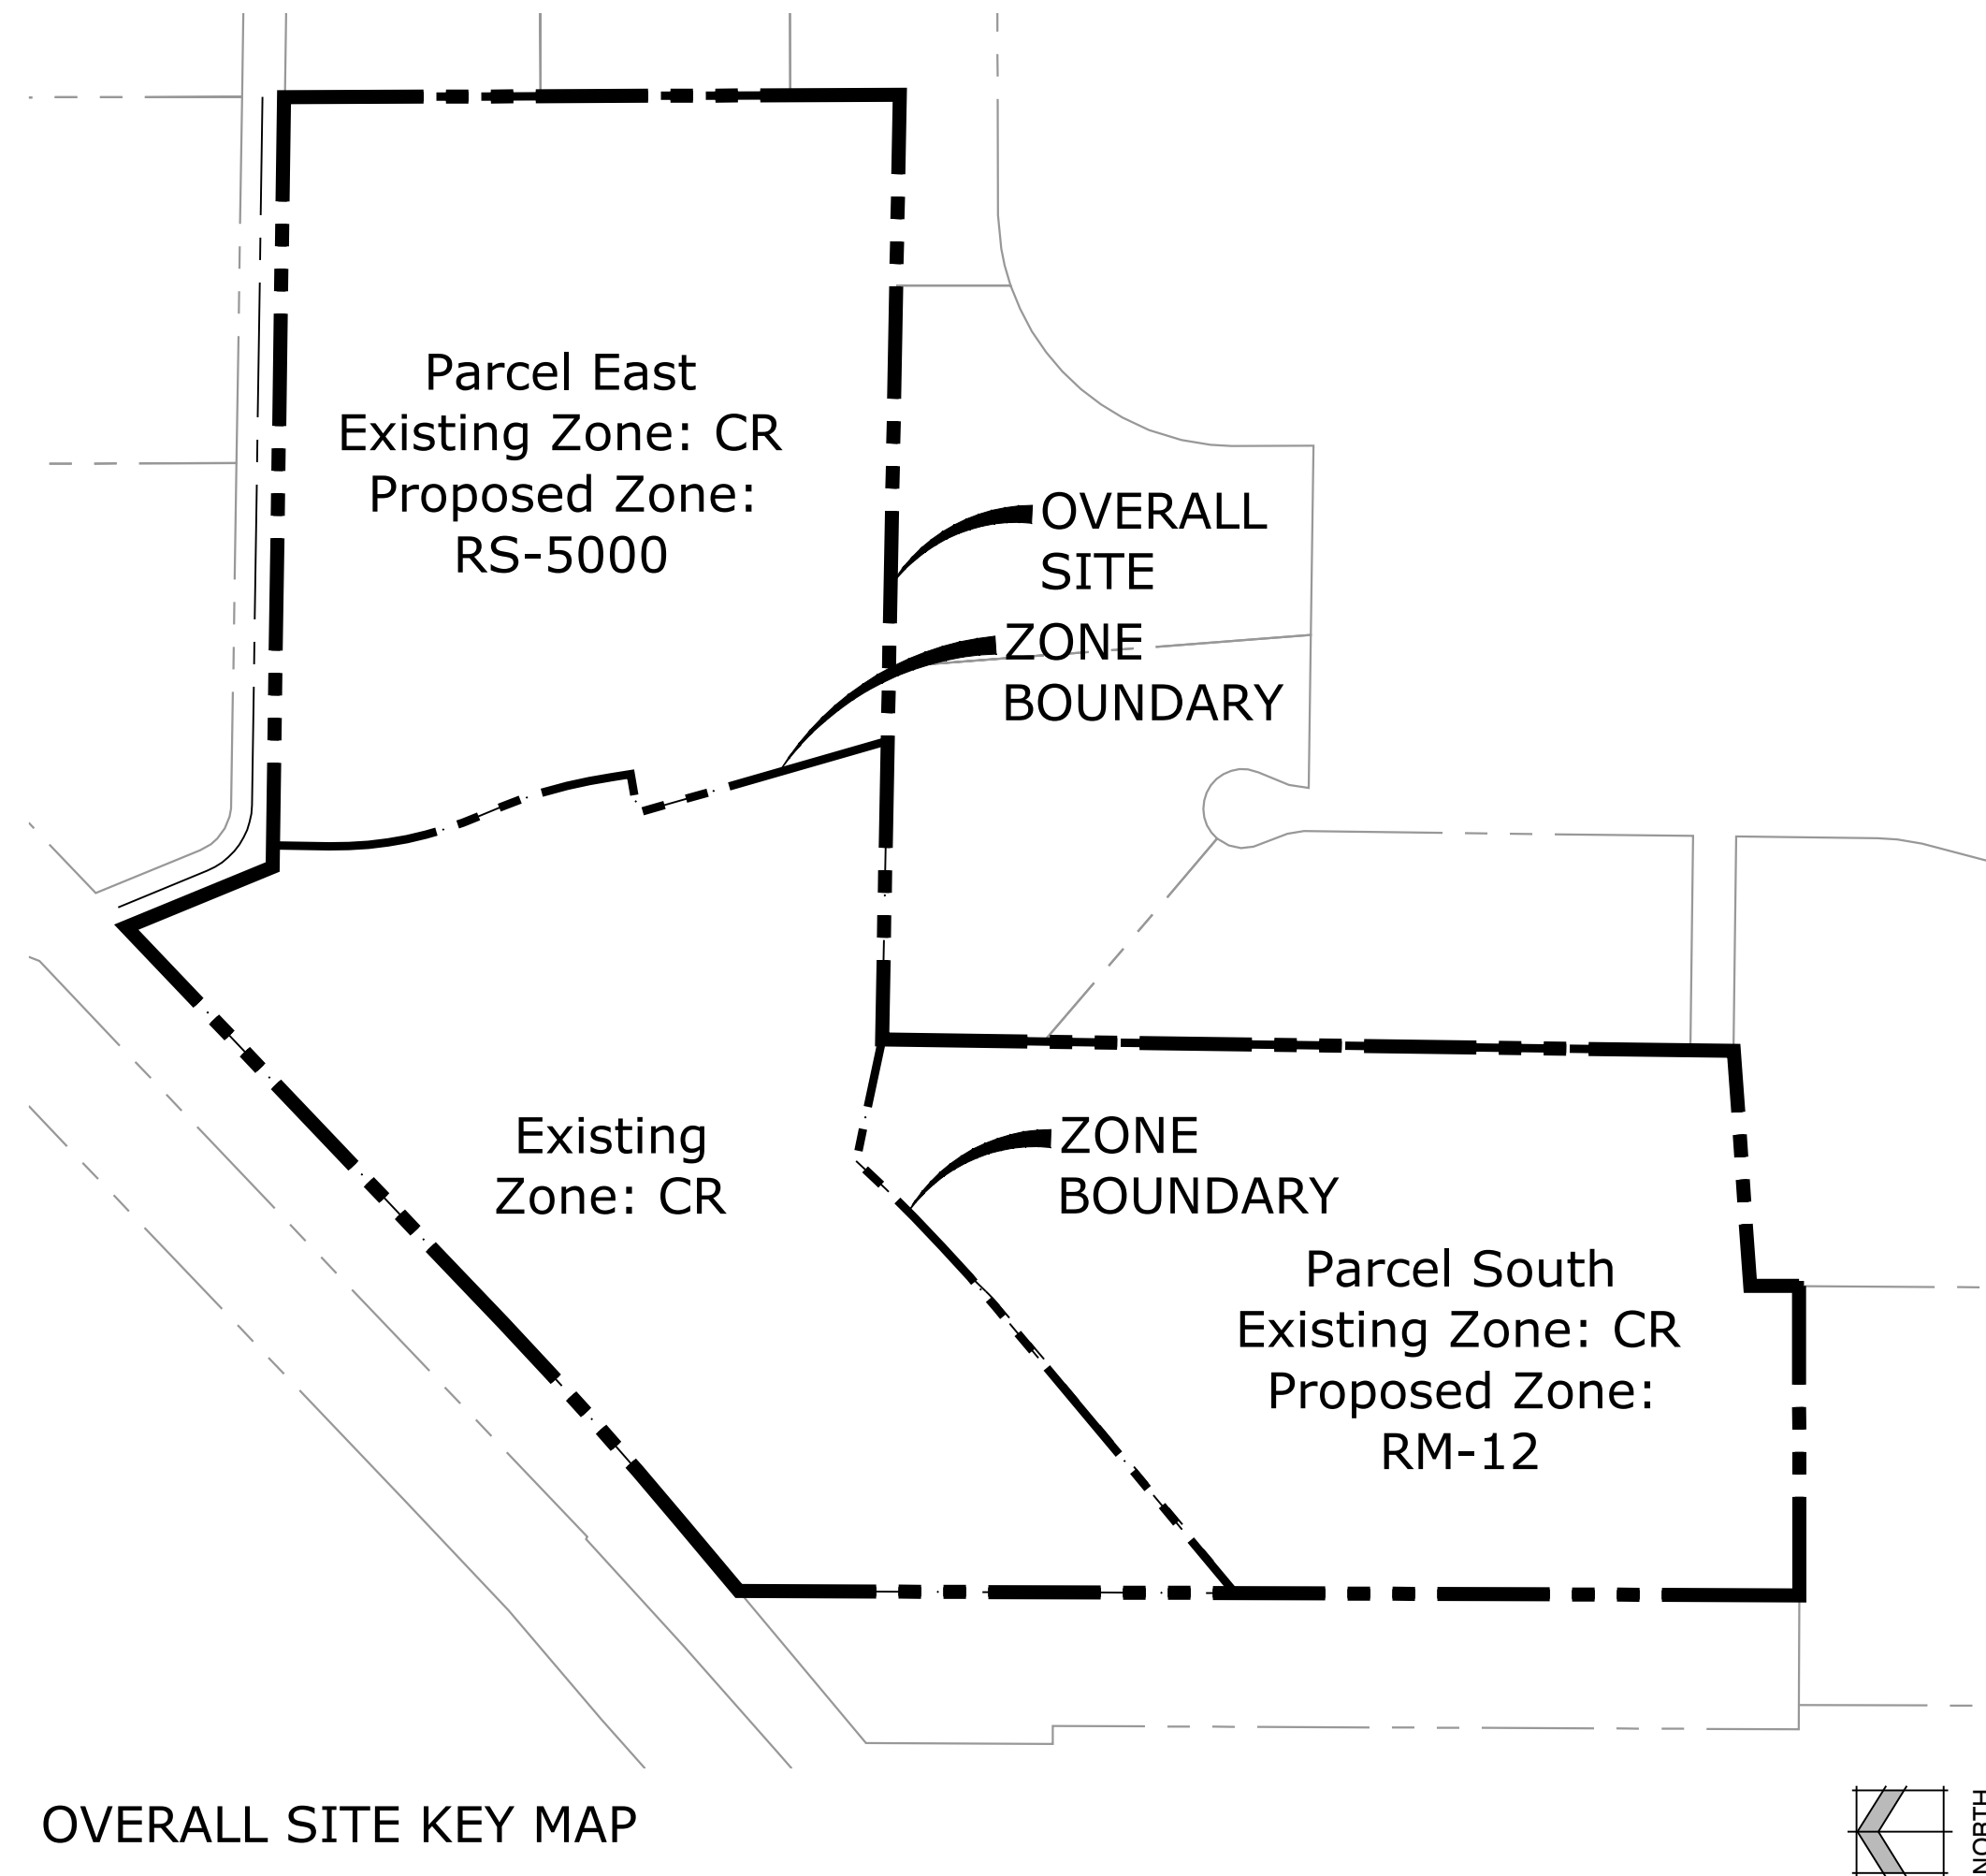 Parcel East
Existing Zone: CR
Proposed Zone:
RS-5000
OVERALL
SITE
ZONE
BOUNDARY
Existing
Zone: CR
ZONE
BOUNDARY
Parcel South
Existing Zone: CR
Proposed Zone:
RM-12
OVERALL SITE KEY MAP
NORTH